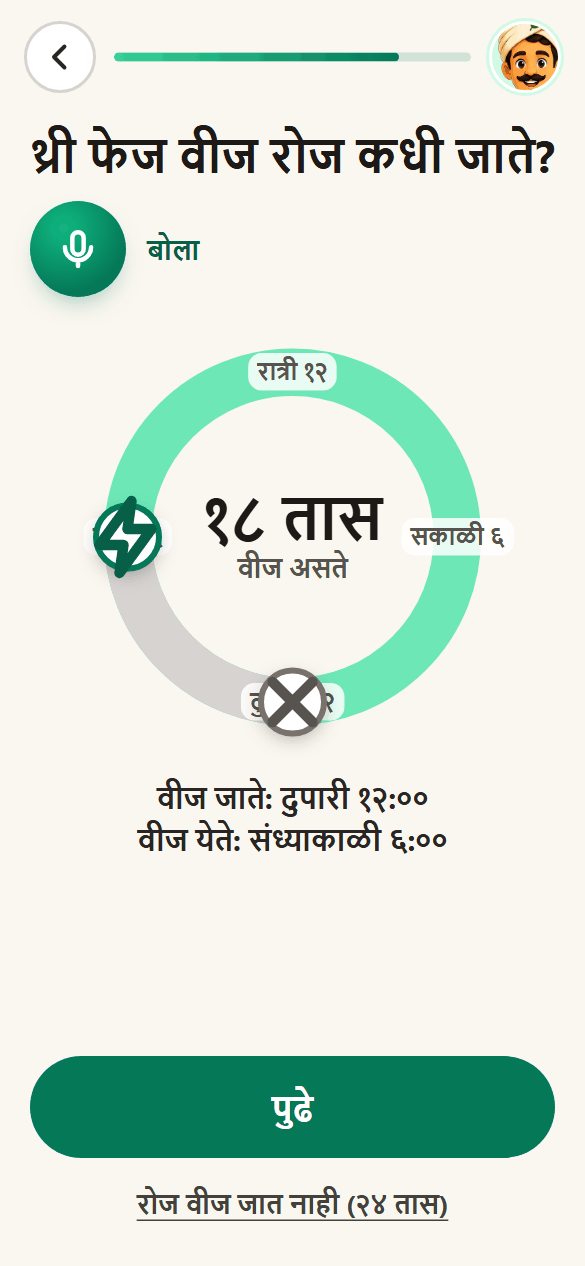 थ्री फेज वीज रोज कधी जाते?
बोला
रात्री १२
१८ तास
वीज असते
सकाळी ६
वीज जाते: दुपारी १२:००
वीज येते: संध्याकाळी ६:००
पुढे
रोज वीज जात नाही (२४ तास)